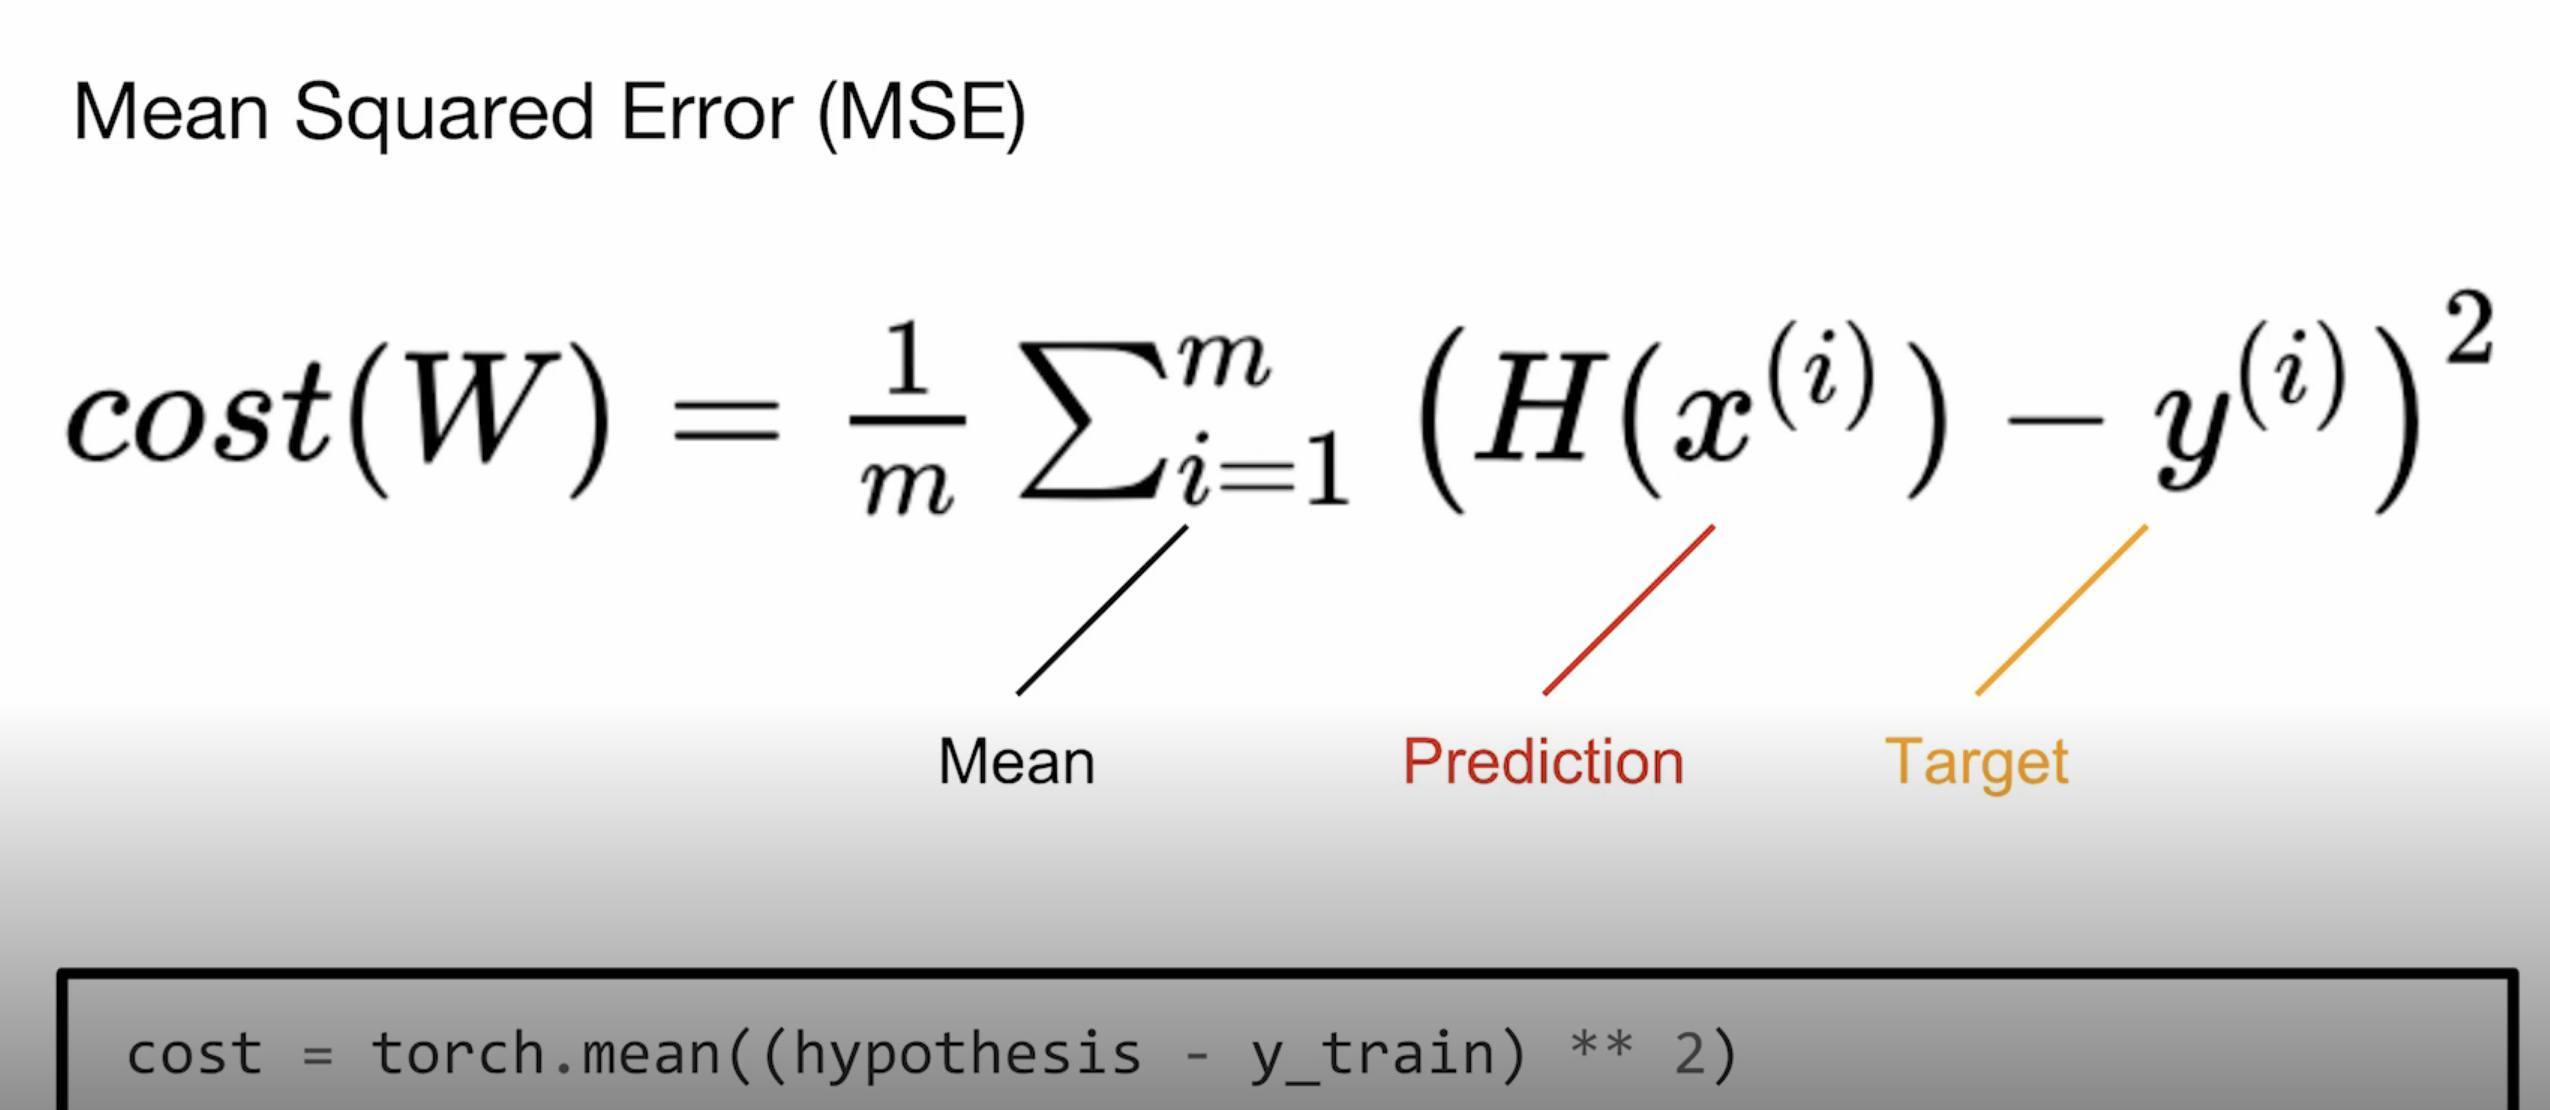 Mean Squared Error (MSE)
cost(W) = \frac{1}{m} \sum_{i=1}^{m} \left( H(x^{(i)}) - y^{(i)} \right)^2
Mean Prediction Target
cost = torch.mean((hypothesis - y_train) ** 2)